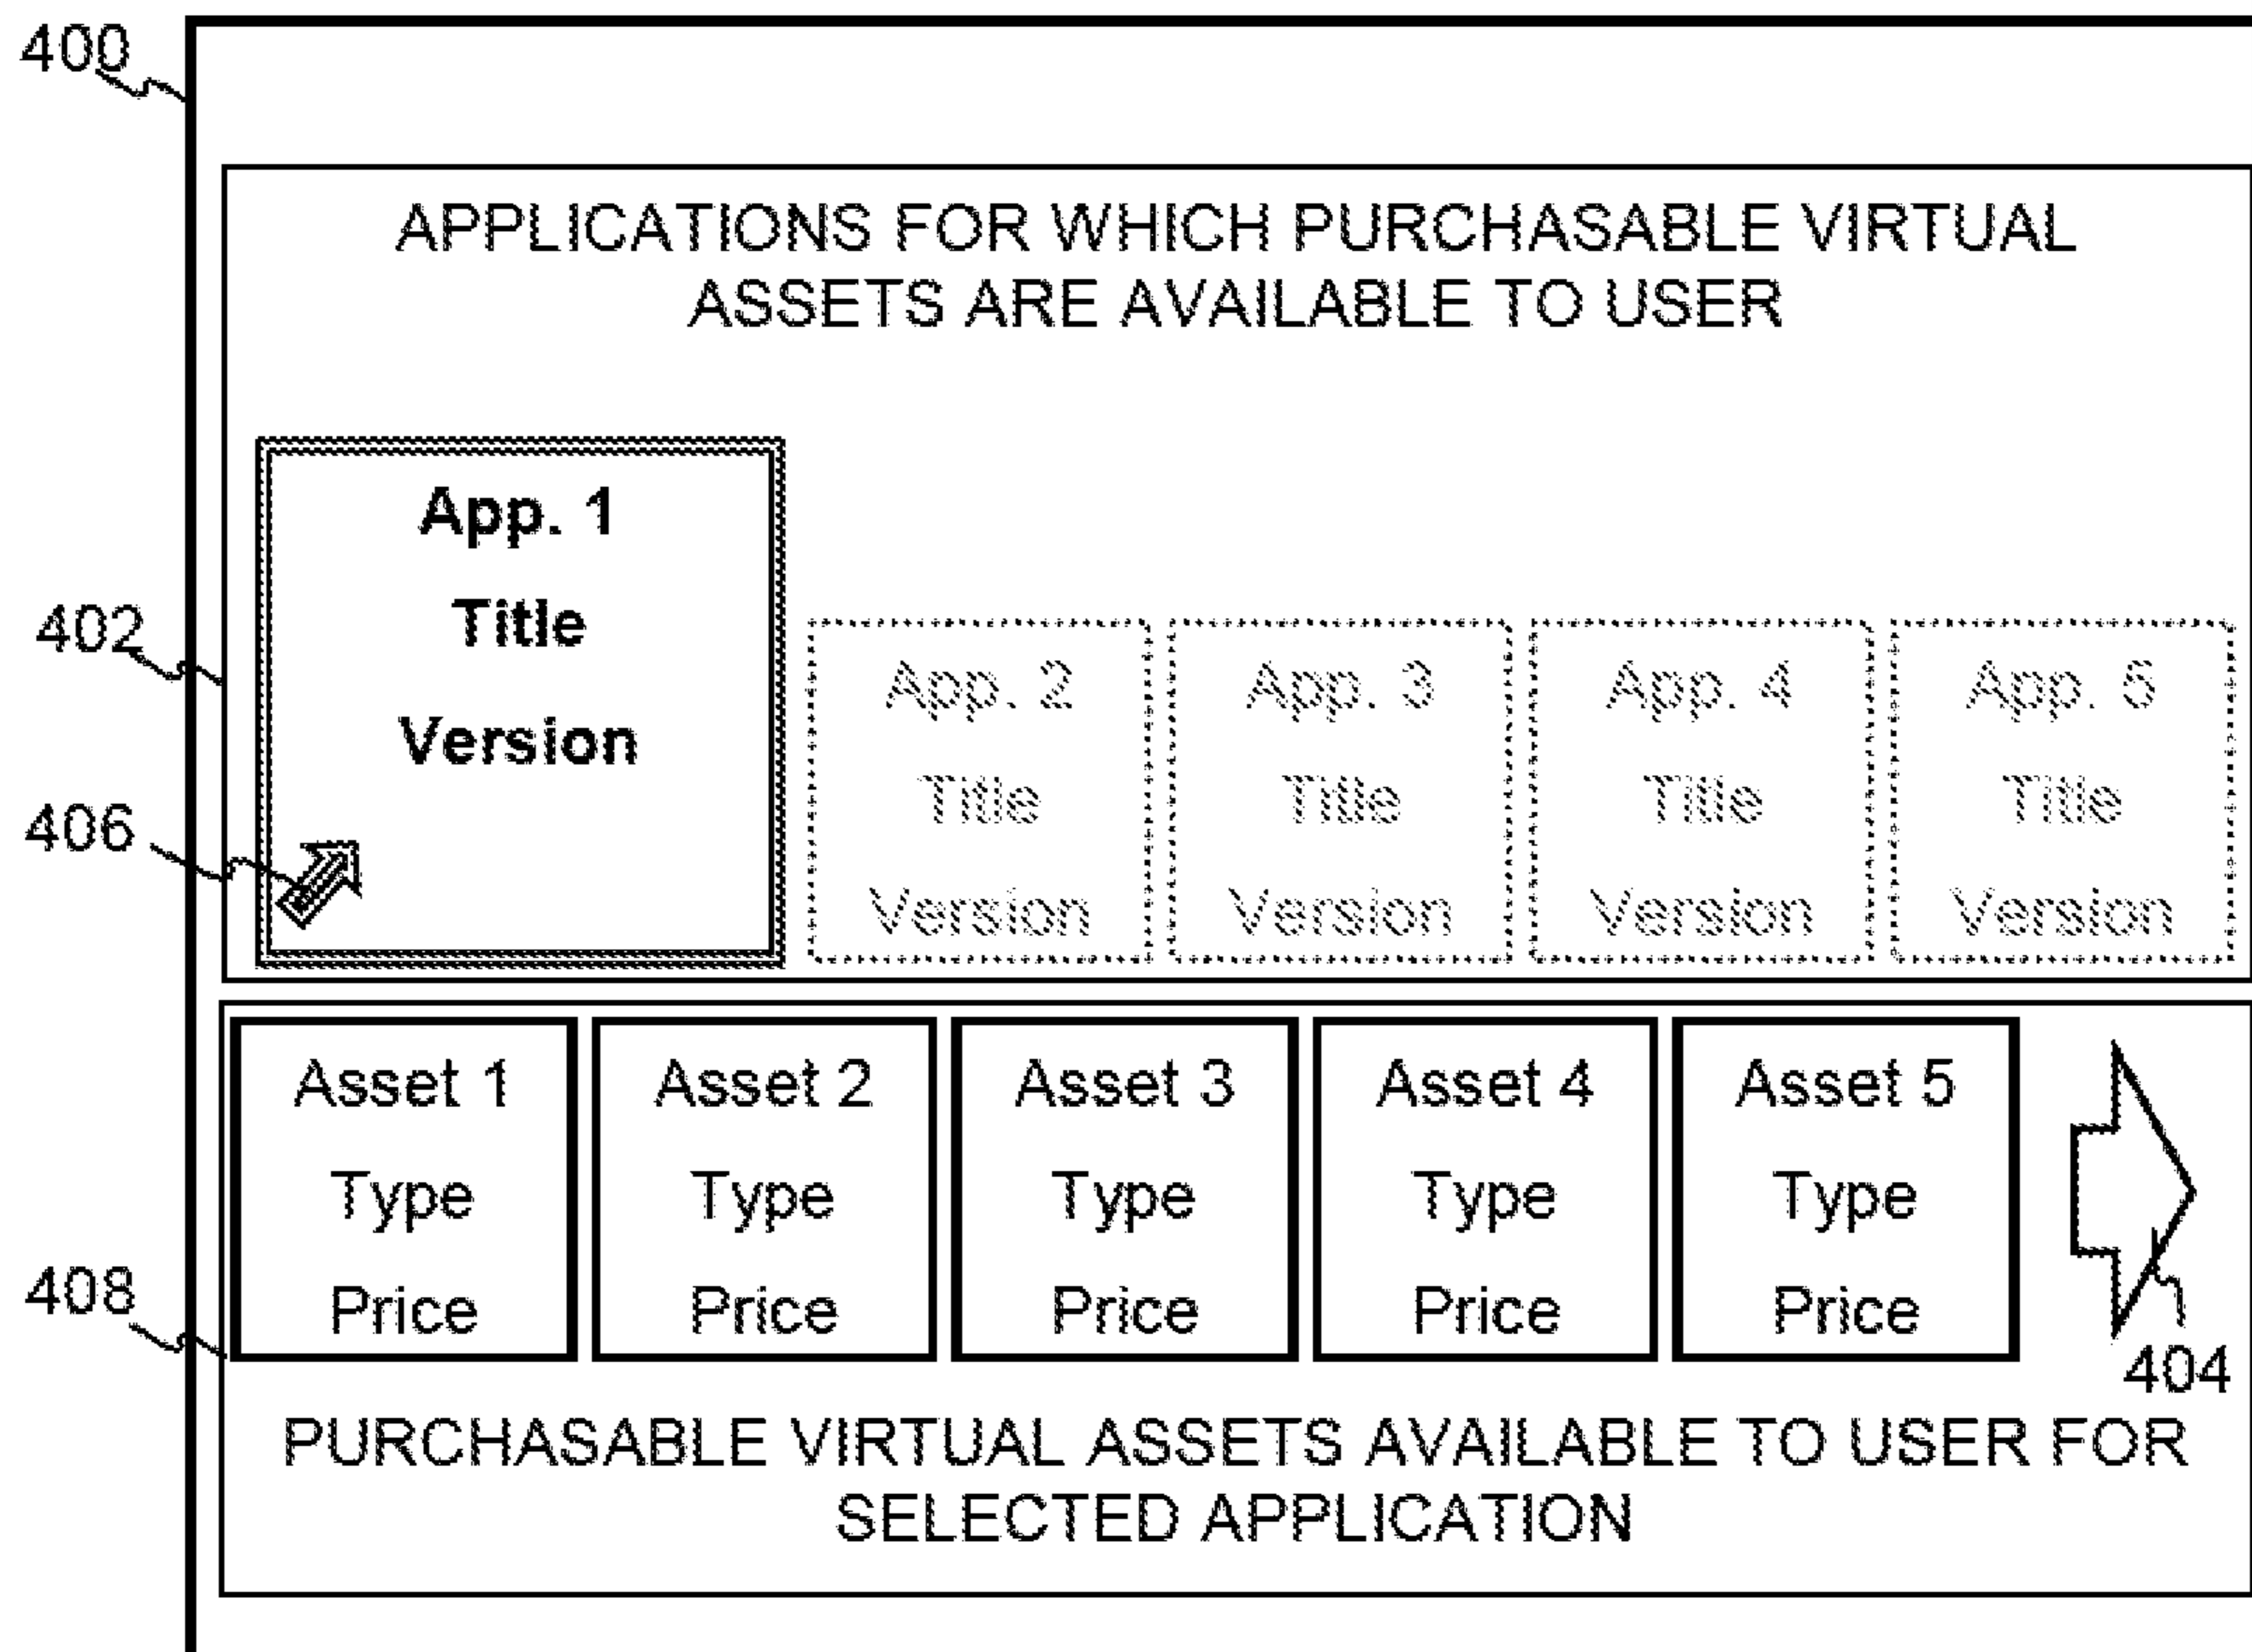 400
APPLICATIONS FOR WHICH PURCHASABLE VIRTUAL
ASSETS ARE AVAILABLE TO USER
App. 1
Title
Version
402
App. 2
Title
Version
App. 3
Title
Version
App. 4
Title
Version
App. 5
Title
Version
406
Asset 1
Type
Price
Asset 2
Type
Price
Asset 3
Type
Price
Asset 4
Type
Price
Asset 5
Type
Price
408
404
PURCHASABLE VIRTUAL ASSETS AVAILABLE TO USER FOR
SELECTED APPLICATION